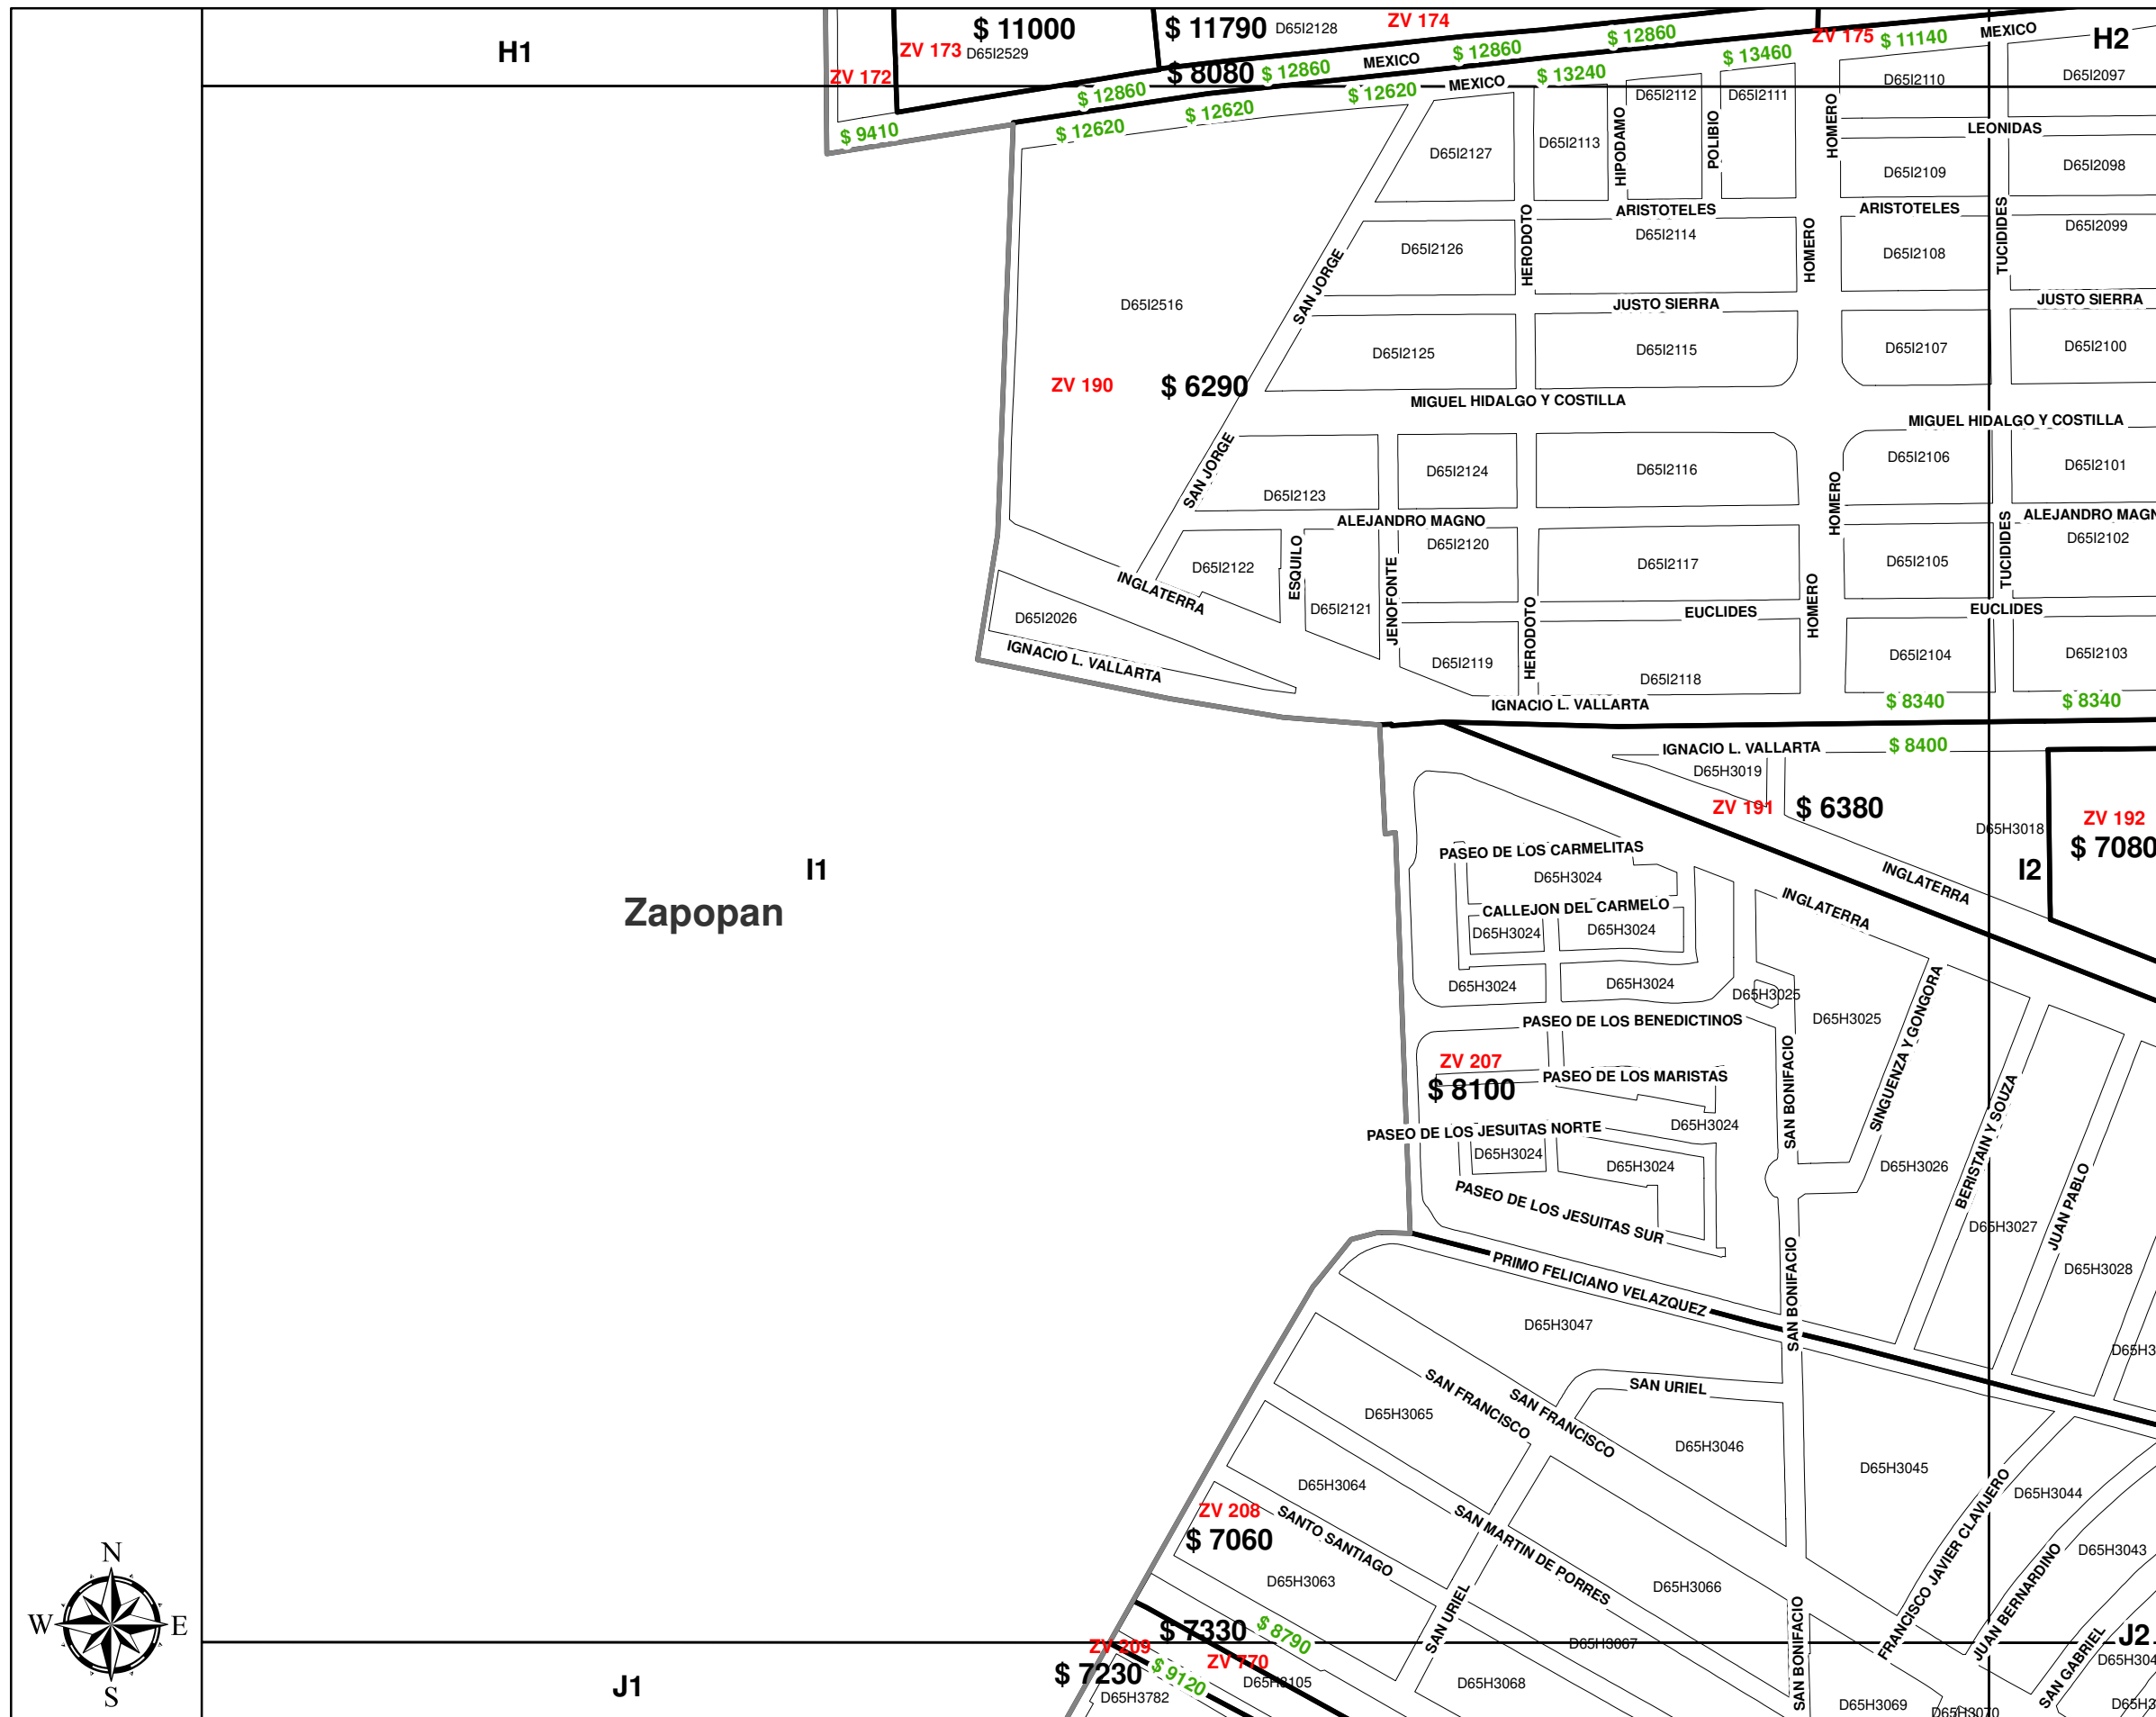 H1
ZV 172
ZV 173
$ 11000
D65I2529
$ 11790
D65I2128
ZV 174
$ 8080
$ 12860
$ 12860
MEXICO
$ 12860
$ 12860
$ 13460
ZV 175
$ 11140
MEXICO
H2
$ 9410
$ 12620
$ 12620
$ 12620
MEXICO
$ 13240
D65I2112
D65I2111
D65I2110
D65I2097
LEONIDAS
D65I2127
D65I2113
HIPODAMO
POLIBIO
HOMERO
D65I2109
D65I2098
ARISTOTELES
ARISTOTELES
D65I2126
HERODOTO
D65I2114
HOMERO
D65I2108
TUCIDIDES
D65I2099
D65I2516
SAN JORGE
JUSTO SIERRA
JUSTO SIERRA
D65I2125
D65I2115
D65I2107
D65I2100
ZV 190
$ 6290
MIGUEL HIDALGO Y COSTILLA
MIGUEL HIDALGO Y COSTILLA
SAN JORGE
D65I2123
D65I2124
D65I2116
HOMERO
D65I2106
D65I2101
ALEJANDRO MAGNO
ALEJANDRO MAGN
D65I2122
ESQUILO
D65I2121
JENOFONTE
D65I2120
D65I2117
D65I2105
TUCIDIDES
D65I2102
INGLATERRA
EUCLIDES
EUCLIDES
D65I2026
IGNACIO L. VALLARTA
D65I2119
HERODOTO
D65I2118
HOMERO
D65I2104
D65I2103
IGNACIO L. VALLARTA
$ 8340
$ 8340
IGNACIO L. VALLARTA
$ 8400
D65H3019
ZV 191
$ 6380
D65H3018
ZV 192
$ 7080
I1
I2
Zapopan
PASEO DE LOS CARMELITAS
D65H3024
INGLATERRA
INGLATERRA
CALLEJON DEL CARMELO
D65H3024
D65H3024
D65H3024
D65H3024
D65H3025
D65H3025
PASEO DE LOS BENEDICTINOS
ZV 207
$ 8100
PASEO DE LOS MARISTAS
SAN BONIFACIO
SINGUENZA Y GONGORA
BERISTAIN Y SOUZA
D65H3024
PASEO DE LOS JESUITAS NORTE
D65H3024
D65H3024
D65H3026
PASEO DE LOS JESUITAS SUR
D65H3027
JUAN PABLO
D65H3028
PRIMO FELICIANO VELAZQUEZ
SAN BONIFACIO
D65H3047
D65H3
SAN FRANCISCO
SAN FRANCISCO
SAN URIEL
D65H3065
D65H3046
D65H3045
D65H3064
D65H3044
ZV 208
$ 7060
SANTO SANTIAGO
SAN MARTIN DE PORRES
FRANCISCO JAVIER CLAVIJERO
JUAN BERNARDINO
D65H3043
D65H3063
SAN URIEL
D65H3066
SAN BONIFACIO
$ 7330
$ 8790
D65H3067
SAN GABRIEL
J2
ZV 209
$ 7230
$ 9120
ZV 770
D65H3105
D65H3068
D65H304
J1
D65H3782
D65H3069
D65H3070
D65H3
N
W
E
S